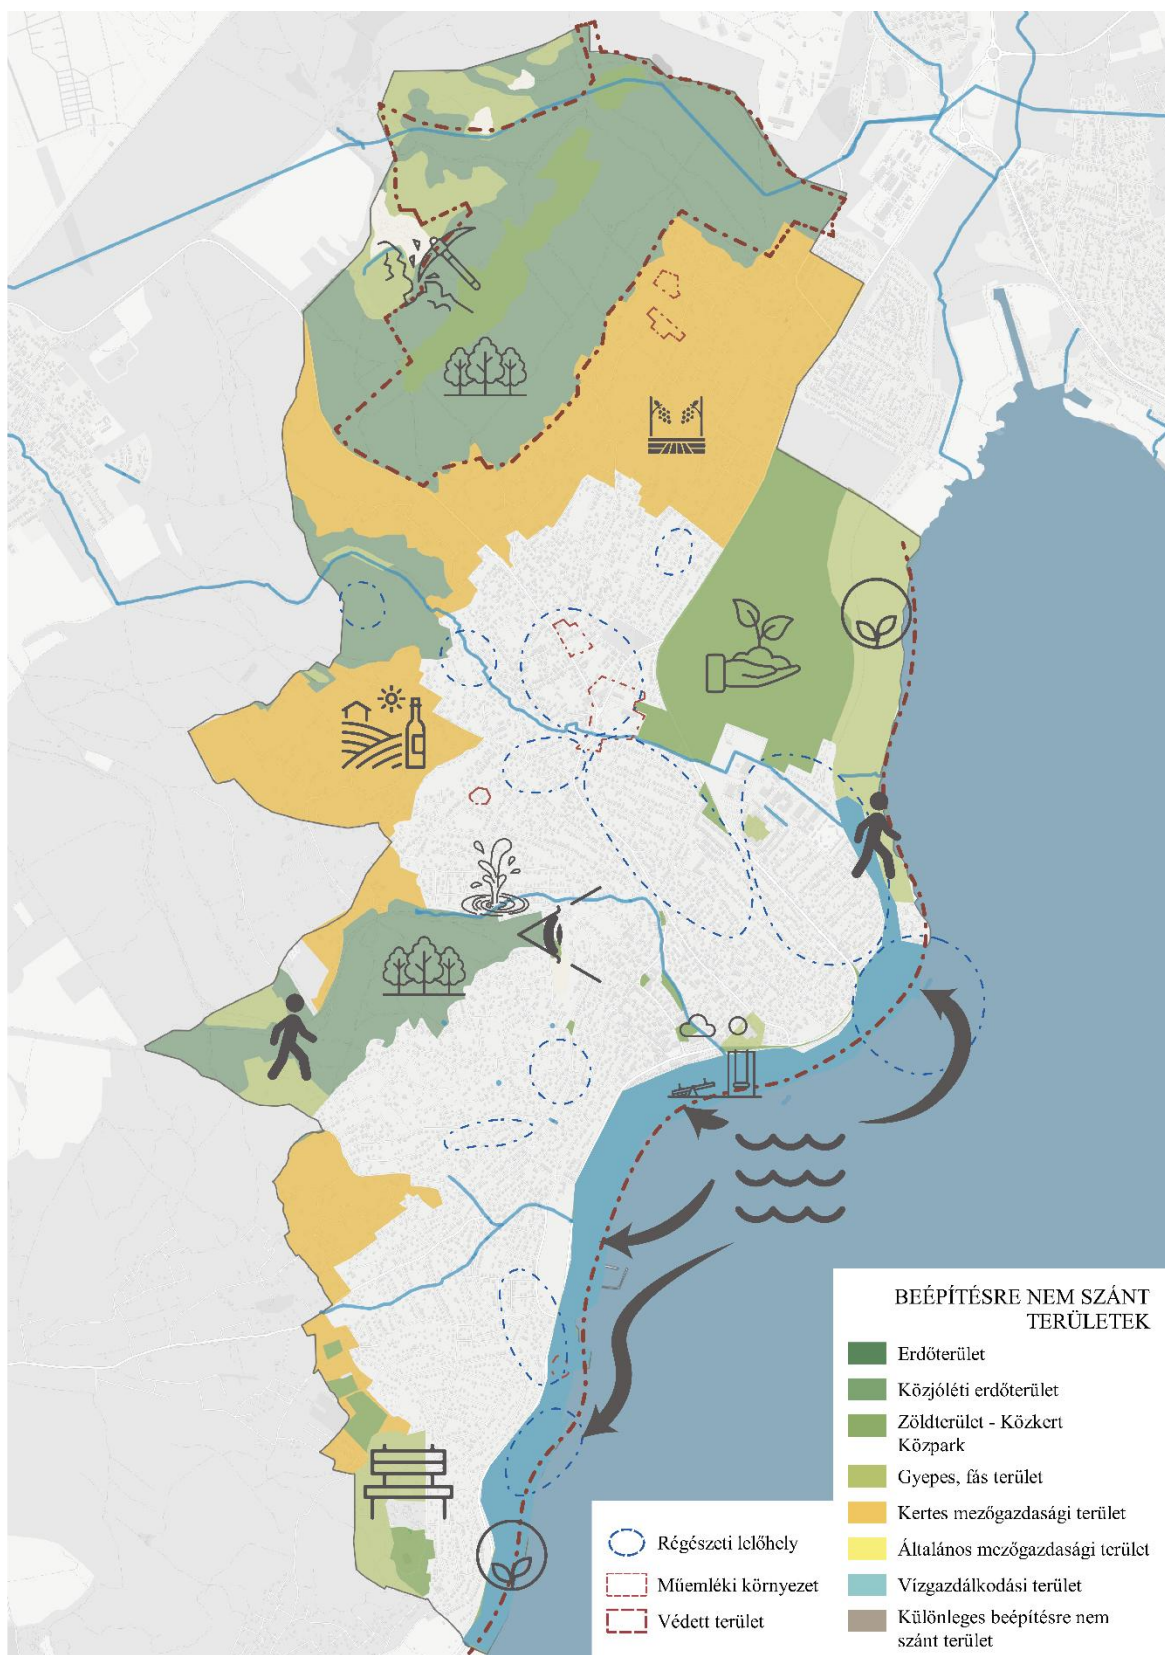 BEÉPÍTÉSRE NEM SZÁNT
TERÜLETEK
Erdőterület
Közjóléti erdőterület
Zöldterület - Közkert
Közpark
Gyepes, fás terület
Kertes mezőgazdasági terület
Általános mezőgazdasági terület
Vízgazdálkodási terület
Különleges beépítésre nem
szánt terület
Régészeti lelőhely
Műemléki környezet
Védett terület